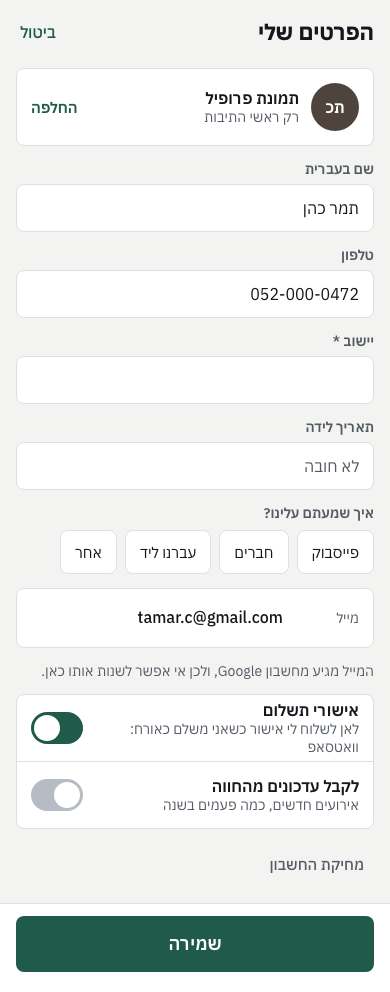 הפרטים שלי
ביטול
תכ
תמונת פרופיל
רק ראשי התיבות
החלפה
שם בעברית
תמר כהן
טלפון
052-000-0472
יישוב *
תאריך לידה
לא חובה
איך שמעתם עלינו?
פייסבוק
חברים
עברנו ליד
אחר
מייל
tamar.c@gmail.com
המייל מגיע מחשבון Google, ולכן אי אפשר לשנות אותו כאן.
אישורי תשלום
לאן לשלוח לי אישור כשאני משלם כאורח:
וואטסאפ
לקבל עדכונים מהחווה
אירועים חדשים, כמה פעמים בשנה
מחיקת החשבון
שמירה